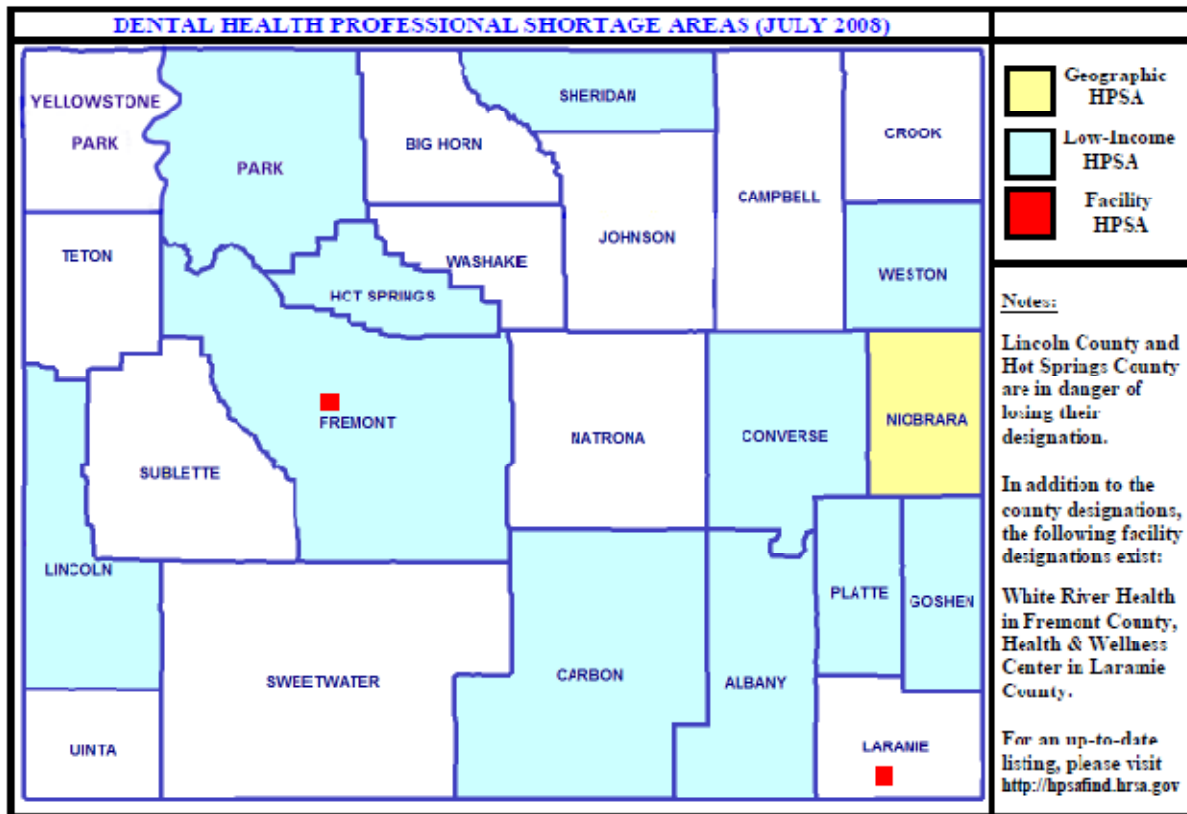 DENTAL HEALTH PROFESSIONAL SHORTAGE AREAS (JULY 2008)
YELLOWSTONE
PARK
PARK
BIG HORN
SHERIDAN
CAMPBELL
CROOK
TETON
HOT SPRINGS
WASHAKIE
JOHNSON
WESTON
FREMONT
SUBLETTE
NATRONA
CONVERSE
NIOBRARA
LINCOLN
PLATTE
GOSHEN
SWEETWATER
CARBON
ALBANY
UINTA
LARANIE
Geographic
HPSA
Low-Income
HPSA
Facility
HPSA
Notes:
Lincoln County and
Hot Springs County
are in danger of
losing their
designation.
In addition to the
county designations,
the following facility
designations exist:
White River Health
in Fremont County,
Health & Wellness
Center in Laramie
County.
For an up-to-date
listing, please visit
http://hpsafind.hrsa.gov